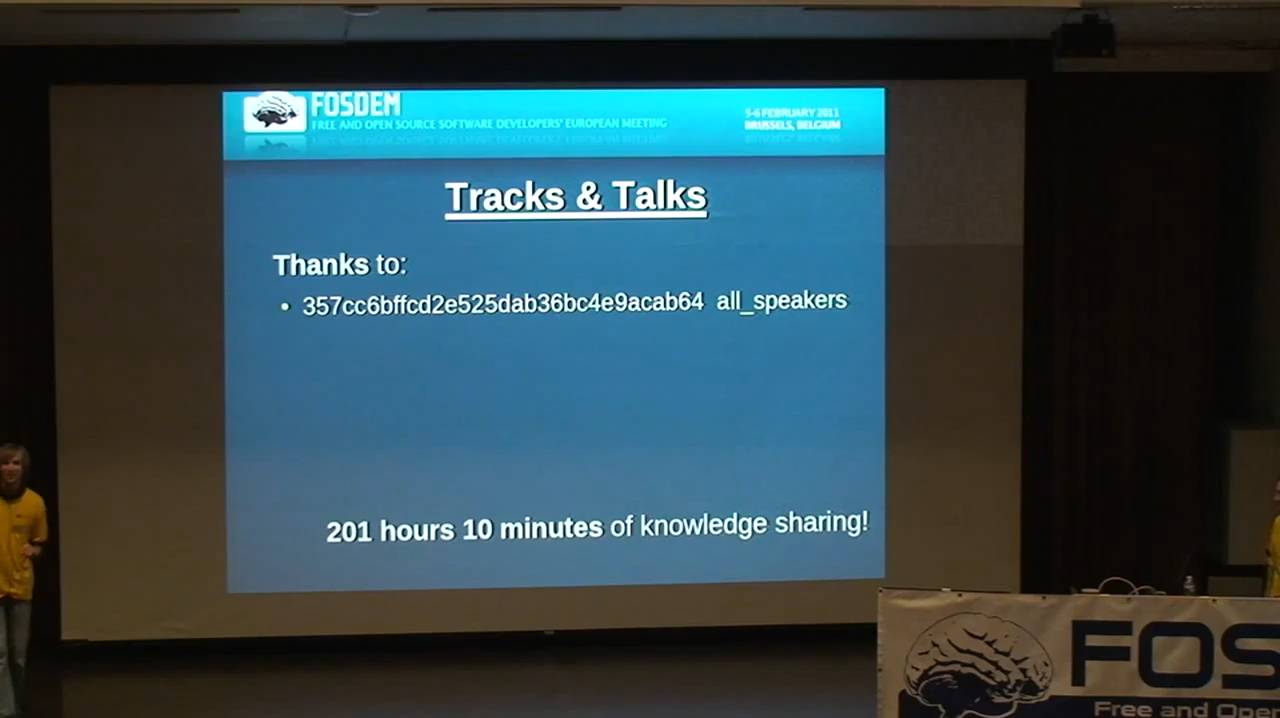 FOSDEM
FREE AND OPEN SOURCE SOFTWARE DEVELOPERS' EUROPEAN MEETING
5-6 FEBRUARY 2011
BRUSSELS, BELGIUM
Tracks & Talks
Thanks to:
• 357cc6bffcd2e525dab36bc4e9acab64 all_speakers
201 hours 10 minutes of knowledge sharing!
FOS
Free and Open